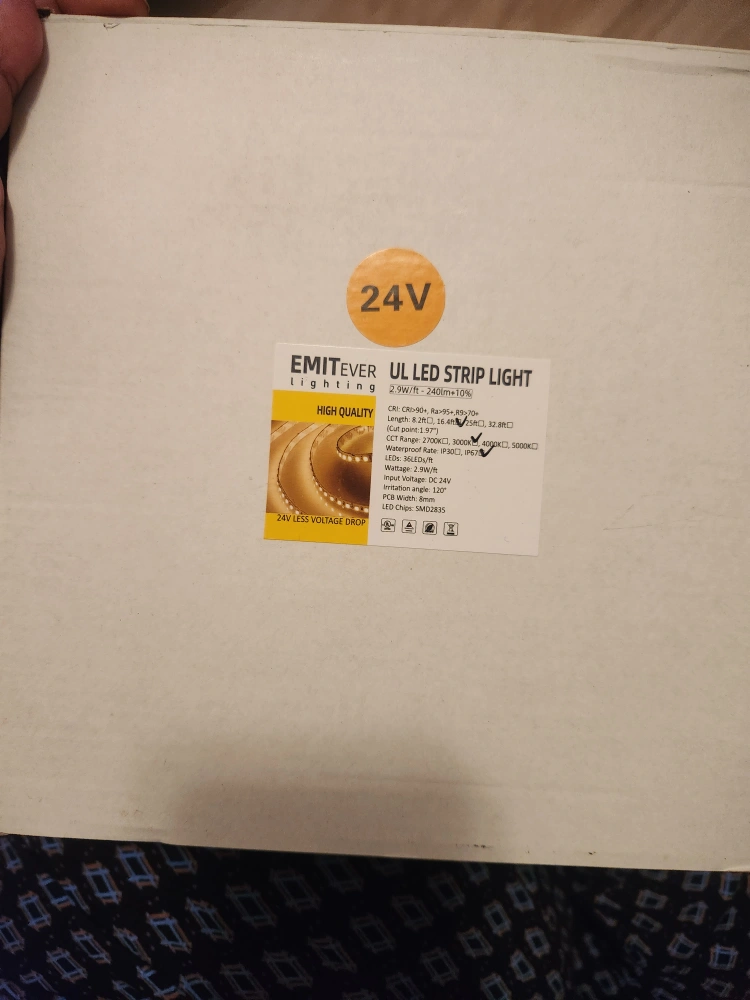 24V
EMITEVER
lighting
HIGH QUALITY
24V LESS VOLTAGE DROP
UL LED STRIP LIGHT
2.9W/ft - 240lm+10%
CRI: CRI>90+, Ra>95+,R9>70+
Length: 8.2ft☐, 16.4ft☑, 25ft☐, 32.8ft☐
(Cut point:1.97")
CCT Range: 2700K☐, 3000K☑, 4000K☐, 5000K☐
Waterproof Rate: IP30☐, IP67☑
LEDs: 36LEDs/ft
Wattage: 2.9W/ft
Input Voltage: DC 24V
Irritation angle: 120°
PCB Width: 8mm
LED Chips: SMD2835